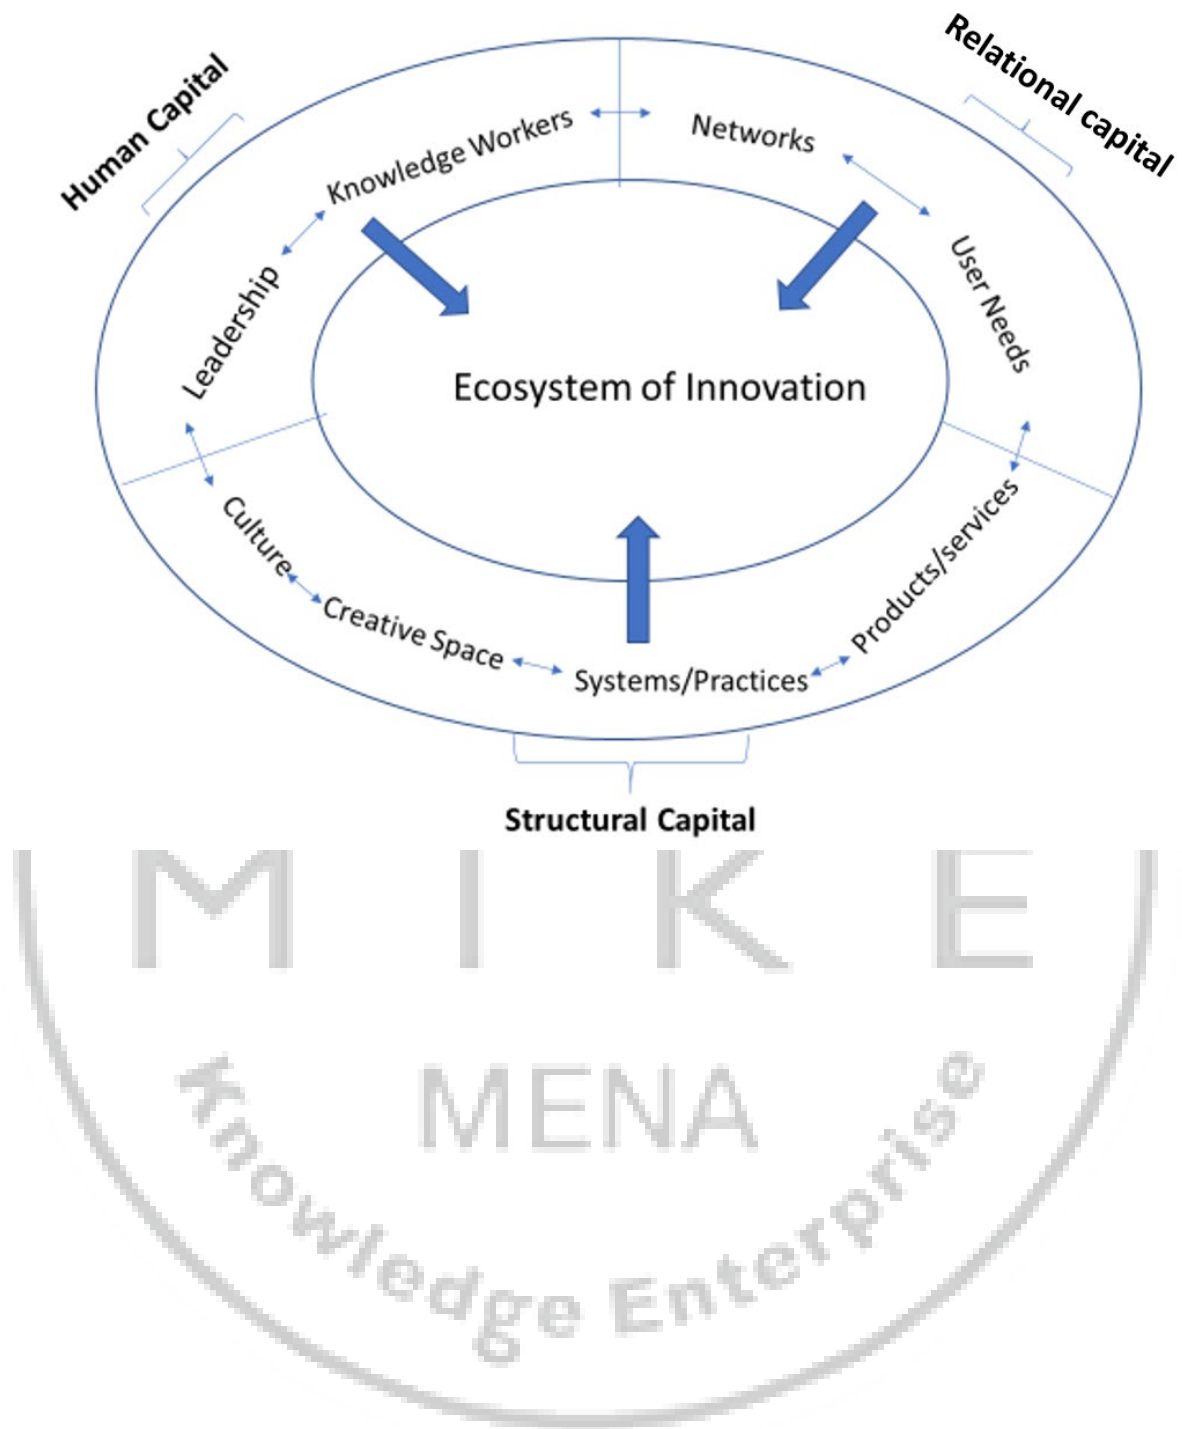 Human Capital
Relational capital
Knowledge Workers
Networks
Leadership
User Needs
Ecosystem of Innovation
Culture
Creative Space
Systems/Practices
Products/services
Structural Capital
M I K E
MENA
Knowledge Enterprise